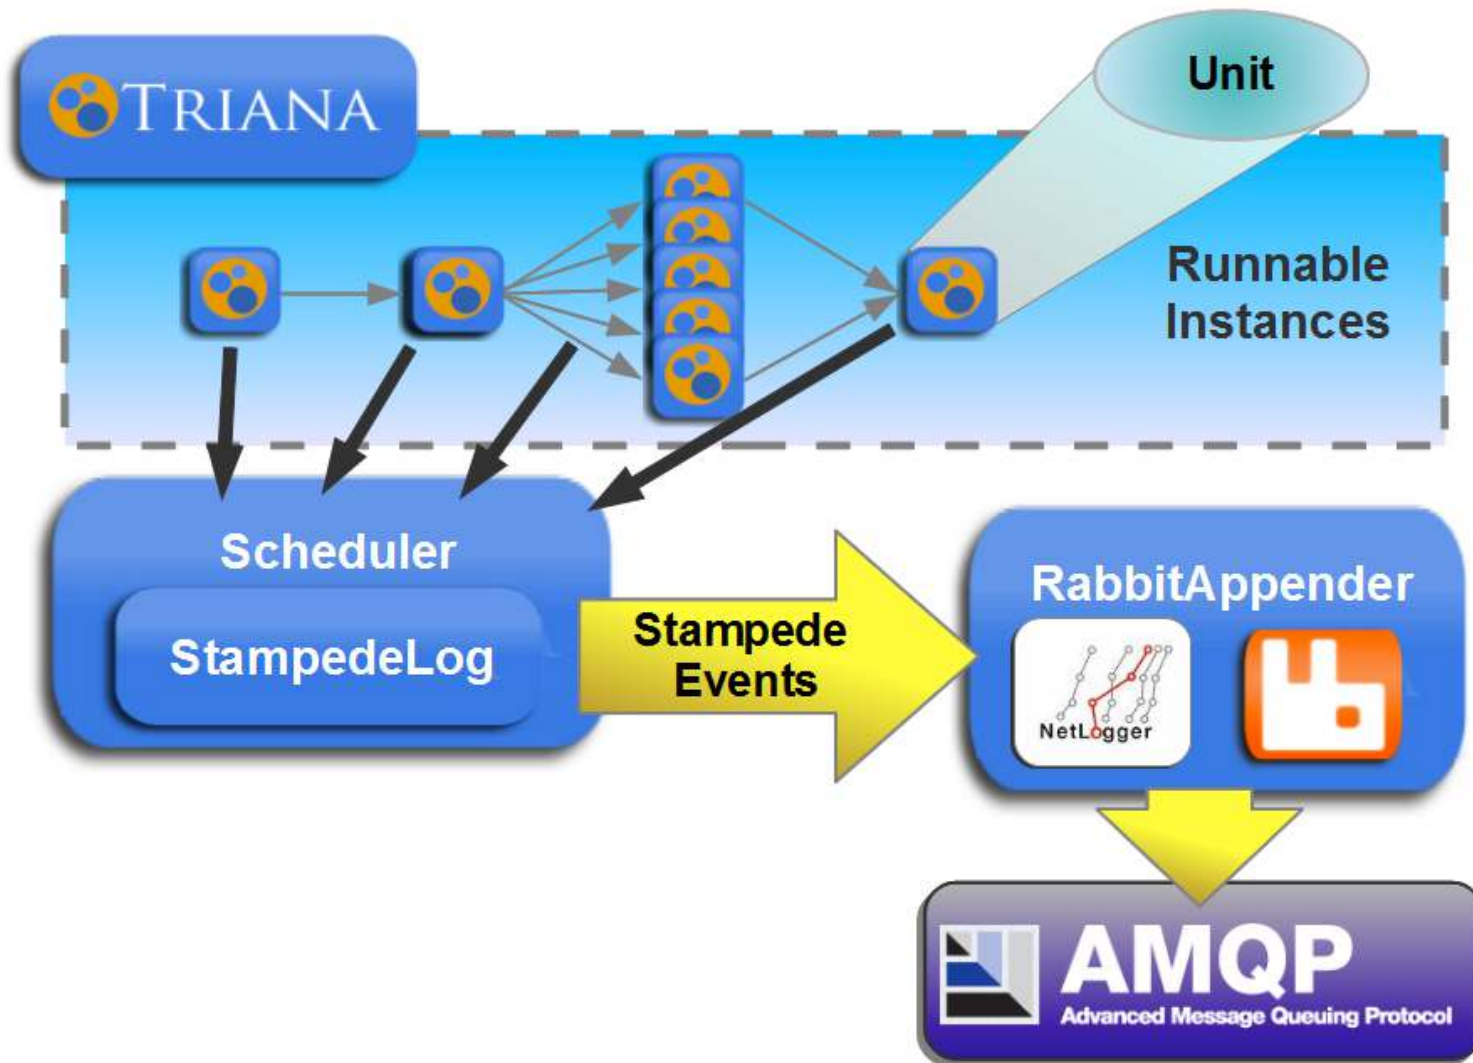 TRIANA
Unit
Runnable
Instances
Scheduler
StampedeLog
Stampede
Events
RabbitAppender
NetLogger
AMQP
Advanced Message Queuing Protocol